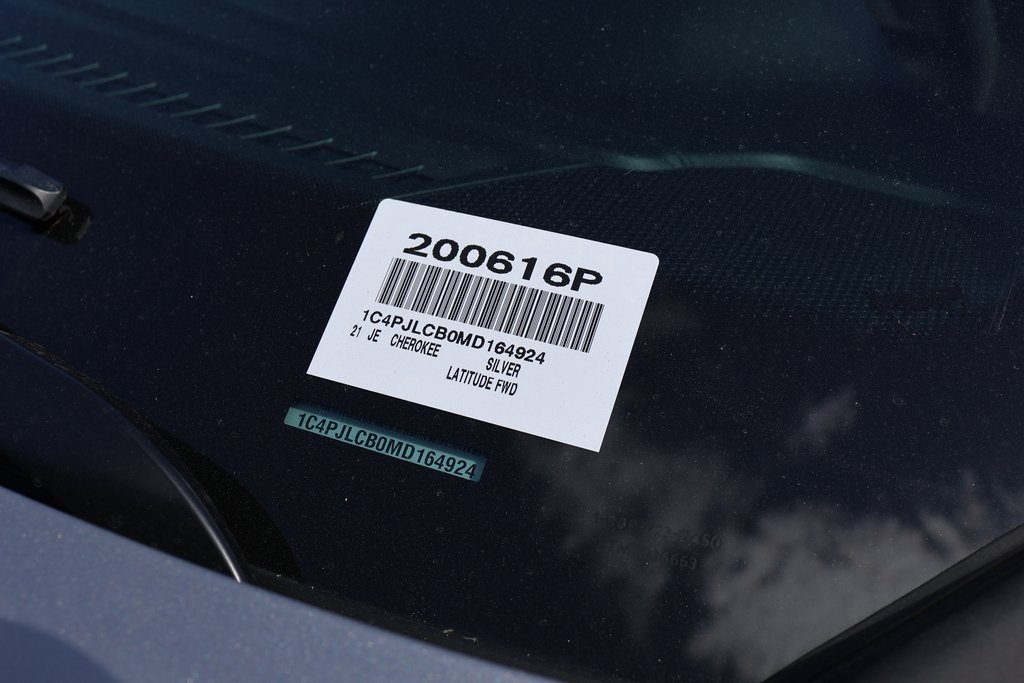 200616P
1C4PJLCB0MD164924
21 JE CHEROKEE SILVER
LATITUDE FWD
1C4PJLCB0MD164924